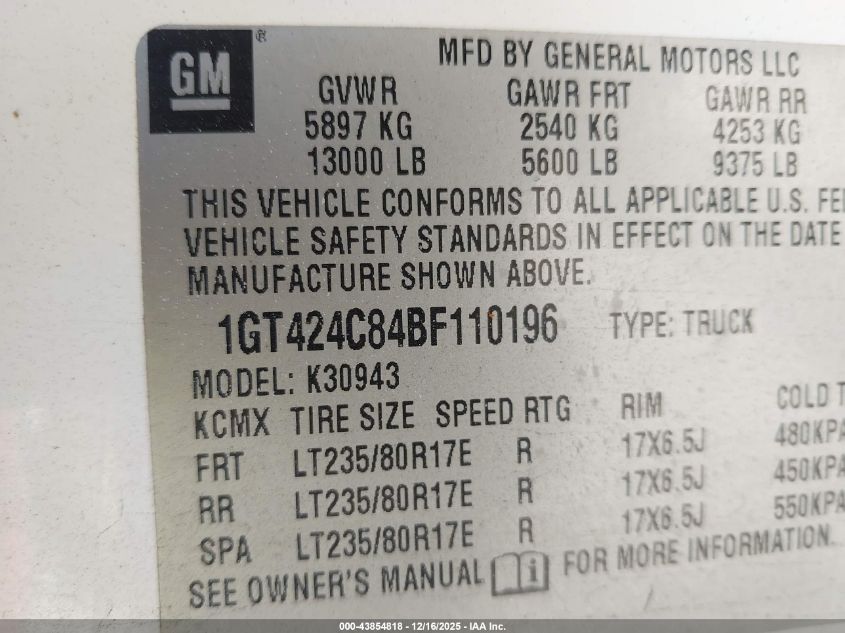 GM ®
MFD BY GENERAL MOTORS LLC
GVWR GAWR FRT GAWR RR
5897 KG 2540 KG 4253 KG
13000 LB 5600 LB 9375 LB
THIS VEHICLE CONFORMS TO ALL APPLICABLE U.S.
VEHICLE SAFETY STANDARDS IN EFFECT ON THE DATE
MANUFACTURE SHOWN ABOVE.
1GT424C84BF110196 TYPE: TRUCK
MODEL: K30943
KCMX TIRE SIZE SPEED RTG RIM COLD
FRT LT235/80R17E R 17X6.5J 480KPA
RR LT235/80R17E R 17X6.5J 450KPA
SPA LT235/80R17E R 17X6.5J 550KPA
SEE OWNER'S MANUAL i FOR MORE INFORMATION.
000-43854818 - 12/16/2025 - IAA Inc.